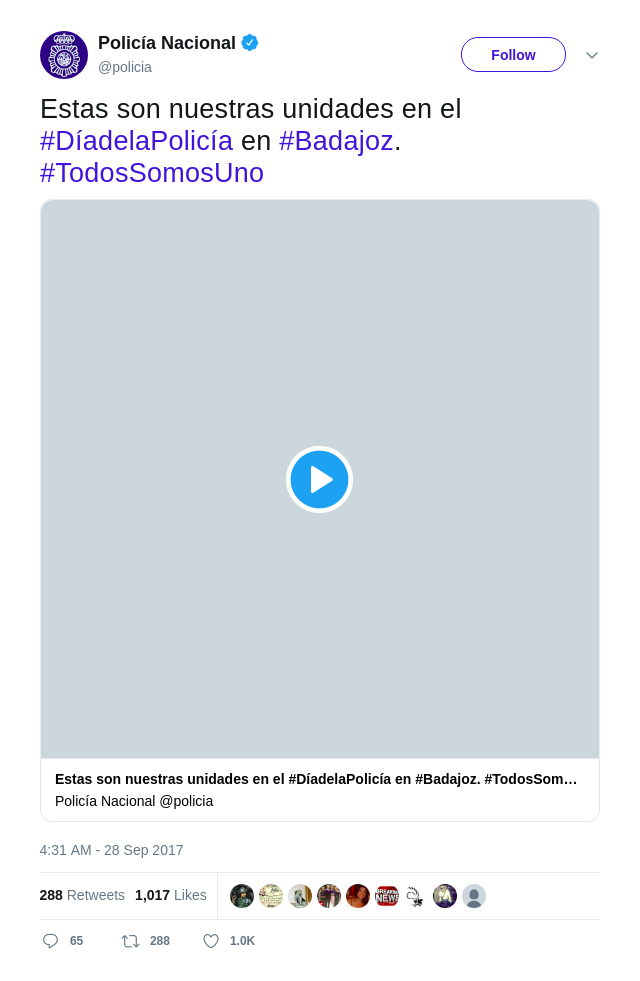 Policía Nacional
@policia
Follow
Estas son nuestras unidades en el
#DíadelaPolicía en #Badajoz.
#TodosSomosUno
Estas son nuestras unidades en el #DíadelaPolicía en #Badajoz. #TodosSom…
Policía Nacional @policia
4:31 AM - 28 Sep 2017
288 Retweets 1,017 Likes
BREAKING
NEWS
65 288 1.0K